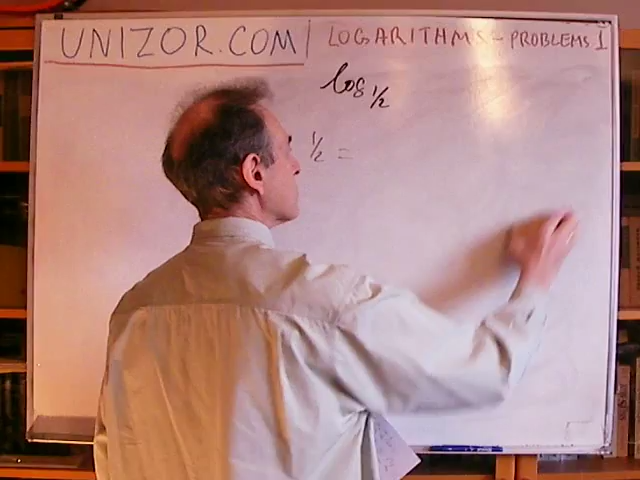 UNIZOR.COM | LOGARITHMS - PROBLEMS 1
log 1/2
1/2 =